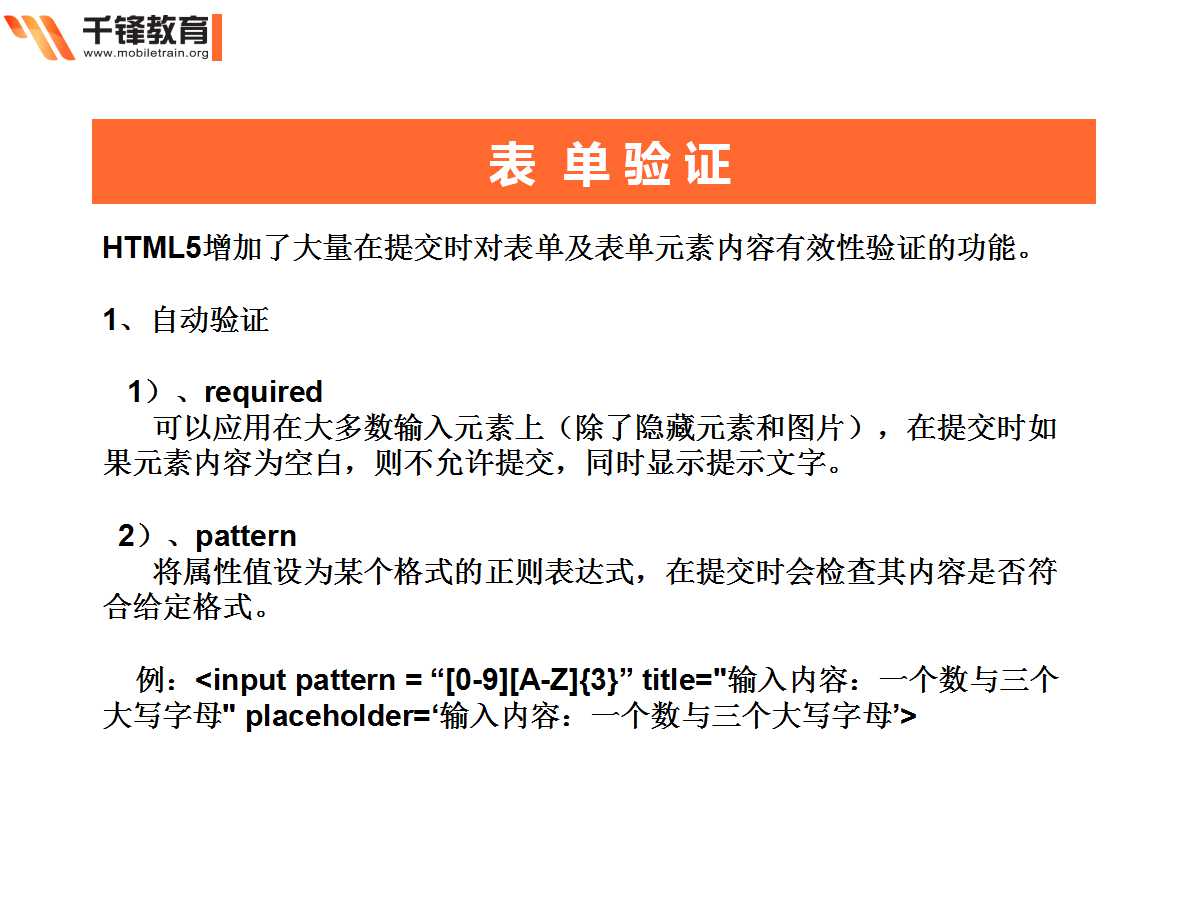 千锋教育
www.mobiletrain.org
表 单 验 证
HTML5增加了大量在提交时对表单及表单元素内容有效性验证的功能。
1、自动验证
1）、required
可以应用在大多数输入元素上（除了隐藏元素和图片），在提交时如
果元素内容为空白，则不允许提交，同时显示提示文字。
2）、pattern
将属性值设为某个格式的正则表达式，在提交时会检查其内容是否符
合给定格式。
例：<input pattern = “[0-9][A-Z]{3}” title="输入内容：一个数与三个
大写字母" placeholder=‘输入内容：一个数与三个大写字母’>